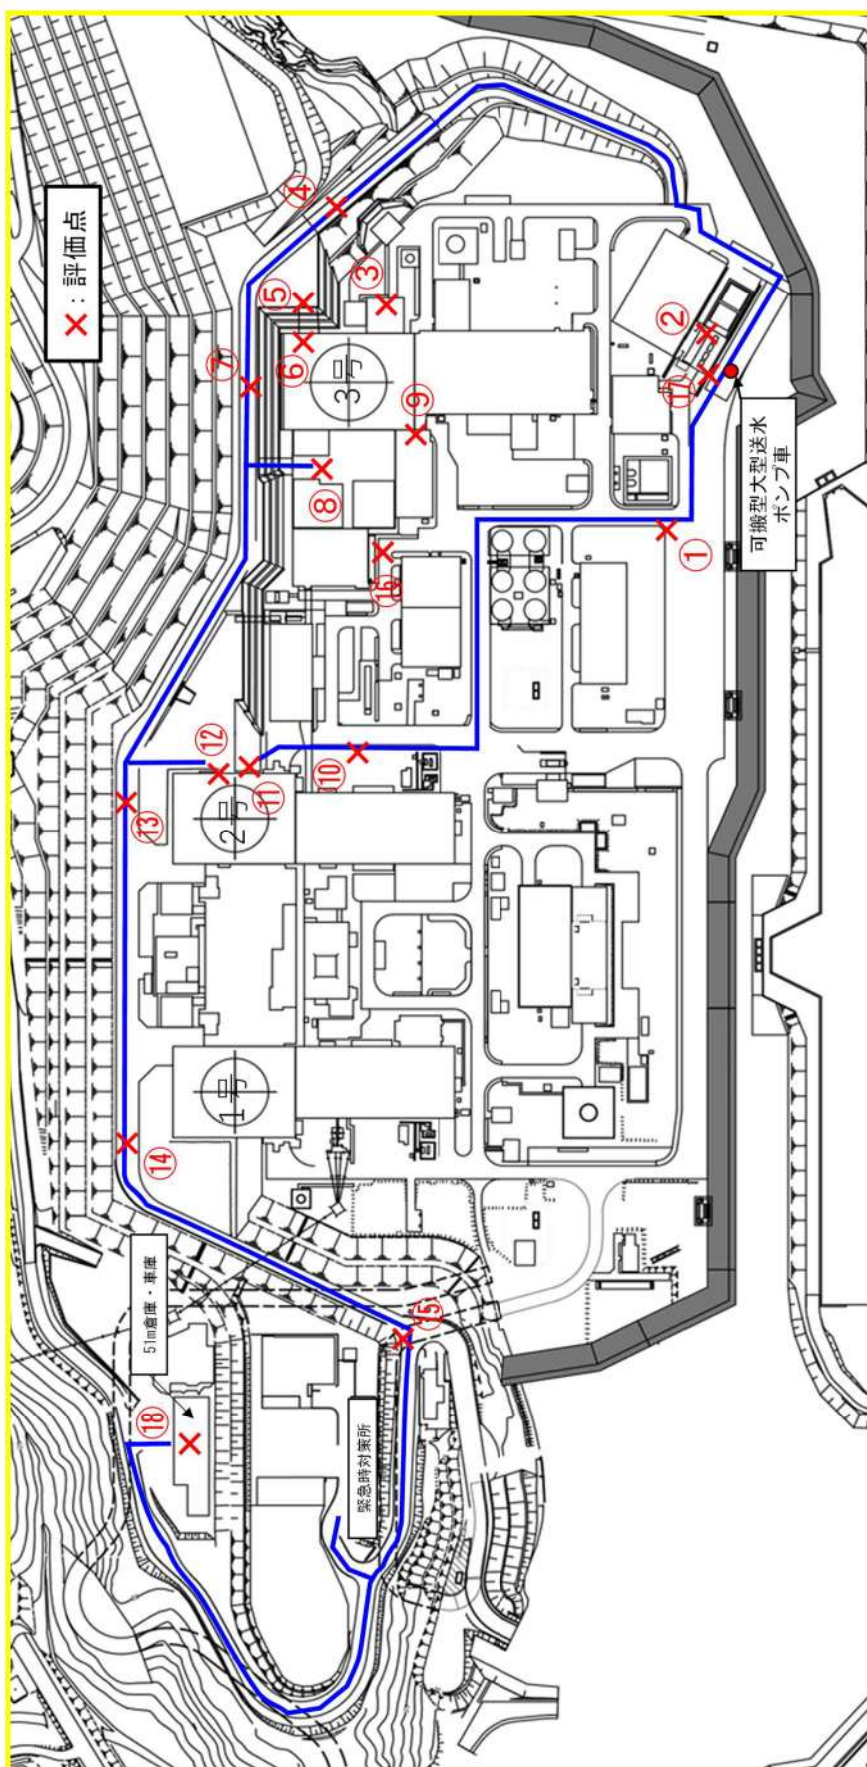 ×：評価点
④
③
⑤
⑥
⑦
3号
⑨
⑧
②
⑰
可搬型大型送水
ポンプ車
①
⑯
⑫
⑪
⑩
⑬
2号
1号
⑭
51m倉庫・車庫
⑮
⑱
緊急時対策所